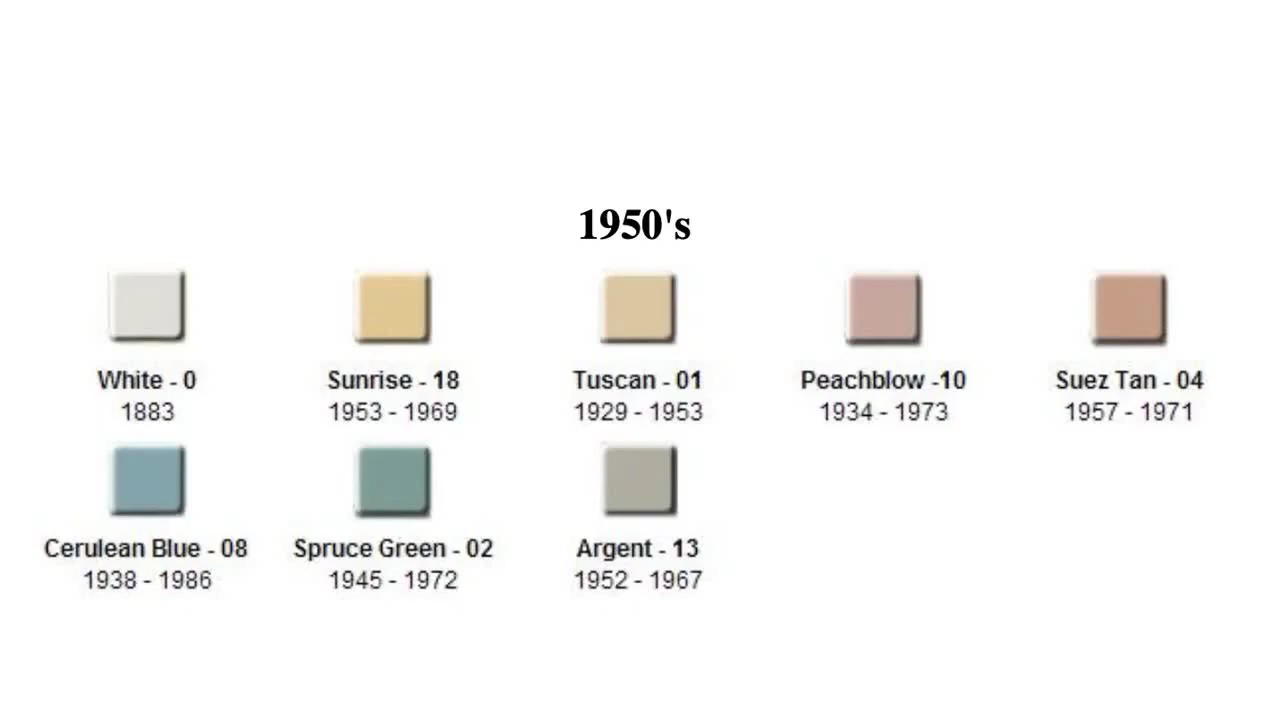 1950's
White - 0
1883
Sunrise - 18
1953 - 1969
Tuscan - 01
1929 - 1953
Peachblow -10
1934 - 1973
Suez Tan - 04
1957 - 1971
Cerulean Blue - 08
1938 - 1986
Spruce Green - 02
1945 - 1972
Argent - 13
1952 - 1967